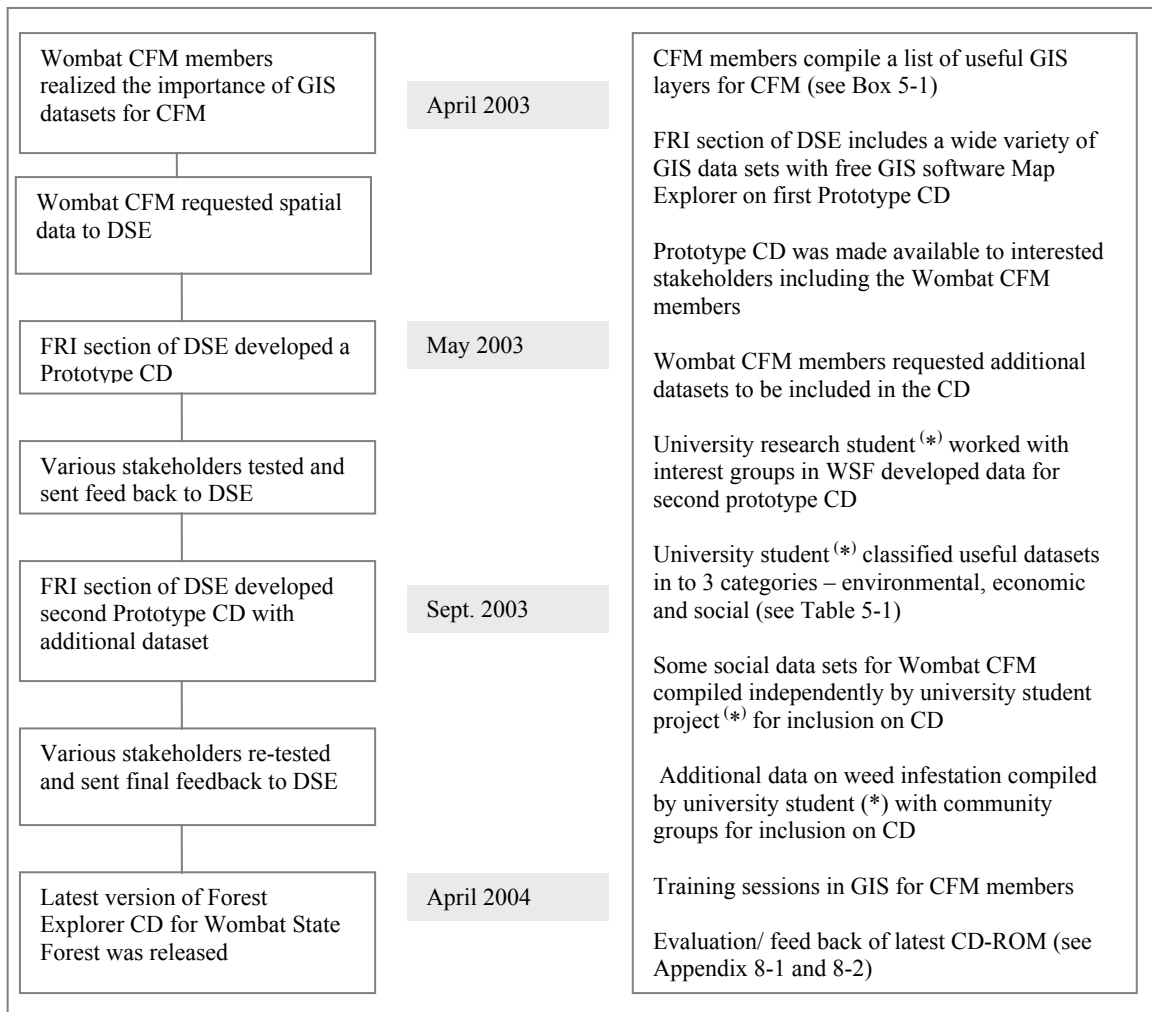 Wombat CFM members
realized the importance of GIS
datasets for CFM
Wombat CFM requested spatial
data to DSE
FRI section of DSE developed a
Prototype CD
Various stakeholders tested and
sent feed back to DSE
FRI section of DSE developed
second Prototype CD with
additional dataset
Various stakeholders re-tested
and sent final feedback to DSE
Latest version of Forest
Explorer CD for Wombat State
Forest was released
April 2003
May 2003
Sept. 2003
April 2004
CFM members compile a list of useful GIS
layers for CFM (see Box 5-1)
FRI section of DSE includes a wide variety of
GIS data sets with free GIS software Map
Explorer on first Prototype CD
Prototype CD was made available to interested
stakeholders including the Wombat CFM
members
Wombat CFM members requested additional
datasets to be included in the CD
University research student (*) worked with
interest groups in WSF developed data for
second prototype CD
University student (*) classified useful datasets
in to 3 categories – environmental, economic
and social (see Table 5-1)
Some social data sets for Wombat CFM
compiled independently by university student
project (*) for inclusion on CD
Additional data on weed infestation compiled
by university student (*) with community
groups for inclusion on CD
Training sessions in GIS for CFM members
Evaluation/ feed back of latest CD-ROM (see
Appendix 8-1 and 8-2)